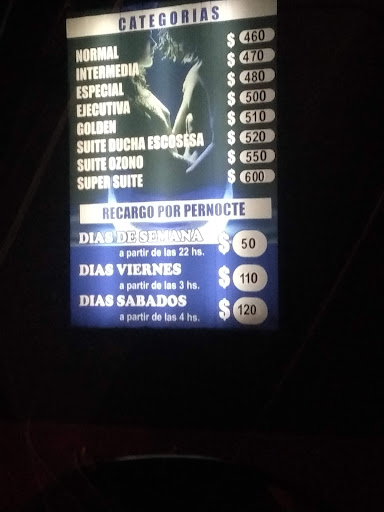 CATEGORIAS
NORMAL $ 460
INTERMEDIA $ 470
ESPECIAL $ 480
EJECUTIVA $ 500
GOLDEN $ 510
SUITE DUCHA ESCOSESA $ 520
SUITE OZONO $ 550
SUPER SUITE $ 600
RECARGO POR PERNOCTE
DIAS DE SEMANA $ 50
a partir de las 22 hs.
DIAS VIERNES $ 110
a partir de las 3 hs.
DIAS SABADOS $ 120
a partir de las 4 hs.